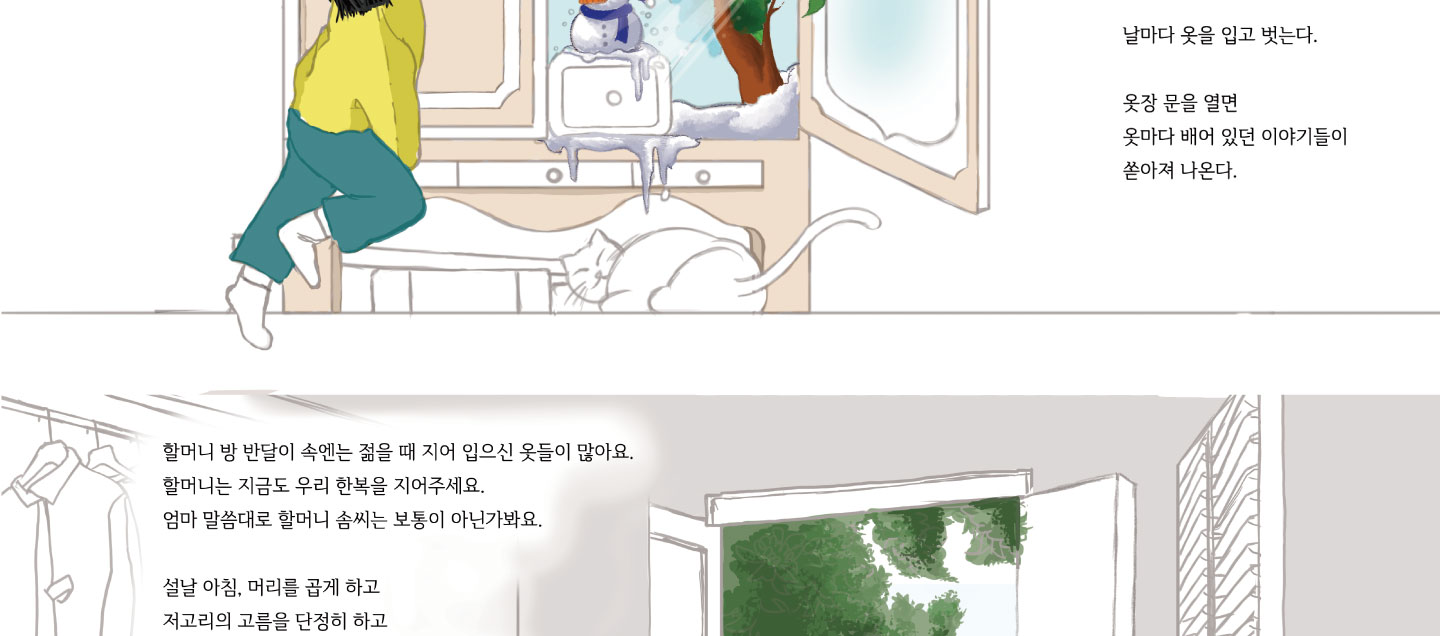 날마다 옷을 입고 벗는다.
옷장 문을 열면
옷마다 배어 있던 이야기들이
쏟아져 나온다.
할머니 방 반달이 속엔는 젊을 때 지어 입으신 옷들이 많아요.
할머니는 지금도 우리 한복을 지어주세요.
엄마 말씀대로 할머니 솜씨는 보통이 아닌가봐요.
설날 아침, 머리를 곱게 하고
저고리의 고름을 단정히 하고